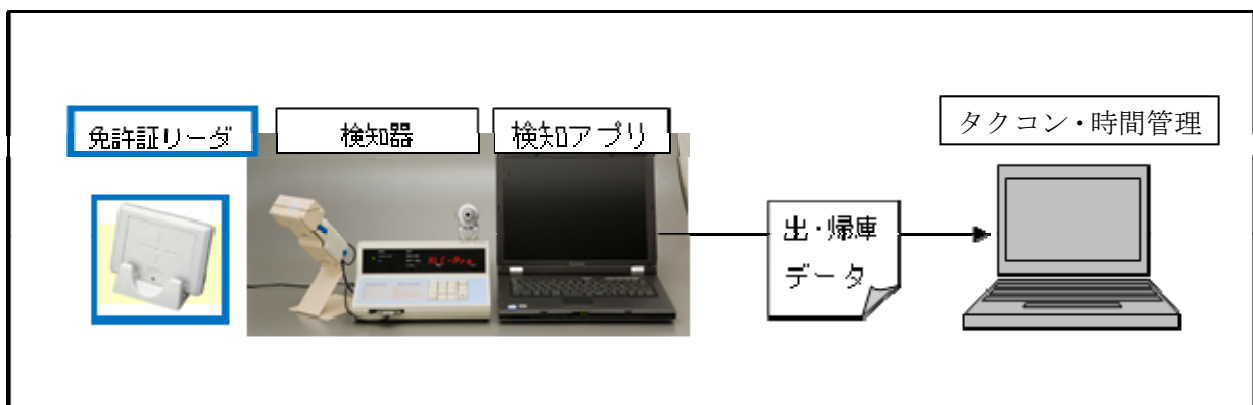 免許証リーダ
検知器
検知アプリ
タクコン・時間管理
出・帰庫
データ